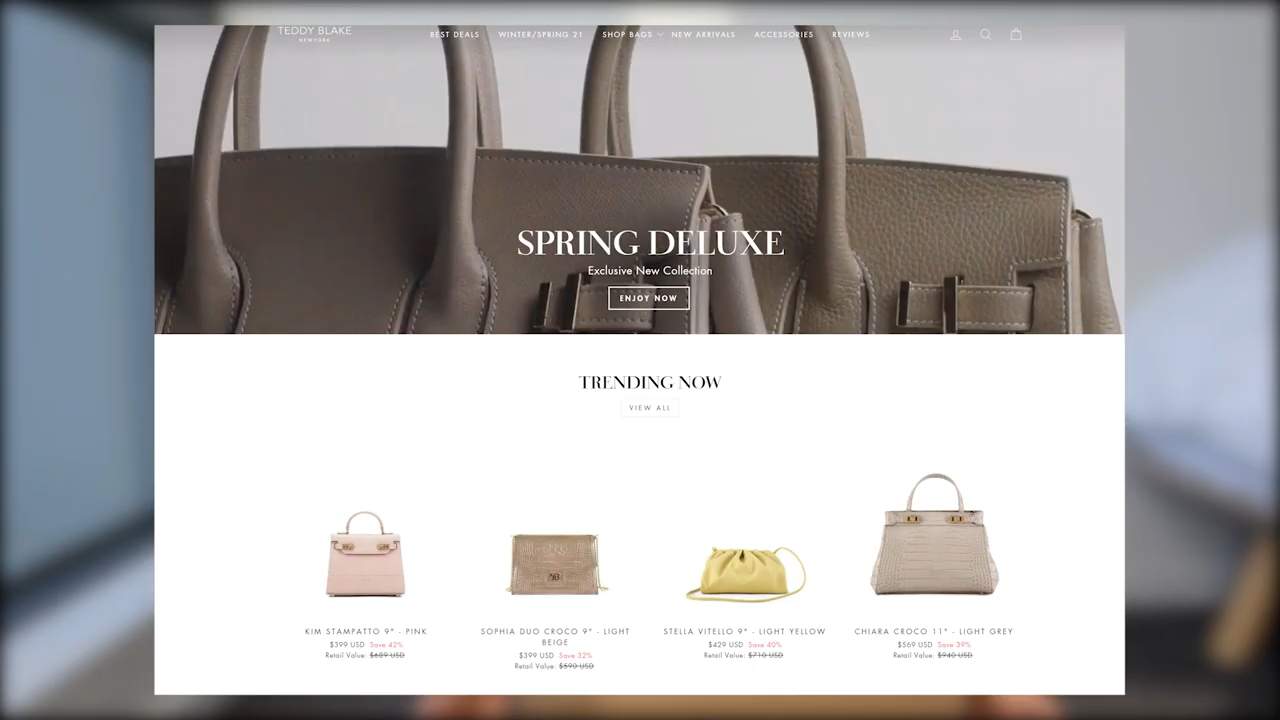 TEDDY BLAKE
NEW YORK
BEST DEALS WINTER/SPRING 21 SHOP BAGS NEW ARRIVALS ACCESSORIES REVIEWS
SPRING DELUXE
Exclusive New Collection
ENJOY NOW
TRENDING NOW
VIEW ALL
KIM STAMPATTO 9" - PINK
$399 USD Save 42%
Retail Value: $689 USD
SOPHIA DUO CROCO 9" - LIGHT
BEIGE
$399 USD Save 32%
Retail Value: $590 USD
STELLA VITELLO 9" - LIGHT YELLOW
$429 USD Save 40%
Retail Value: $710 USD
CHIARA CROCO 11" - LIGHT GREY
$569 USD Save 39%
Retail Value: $940 USD